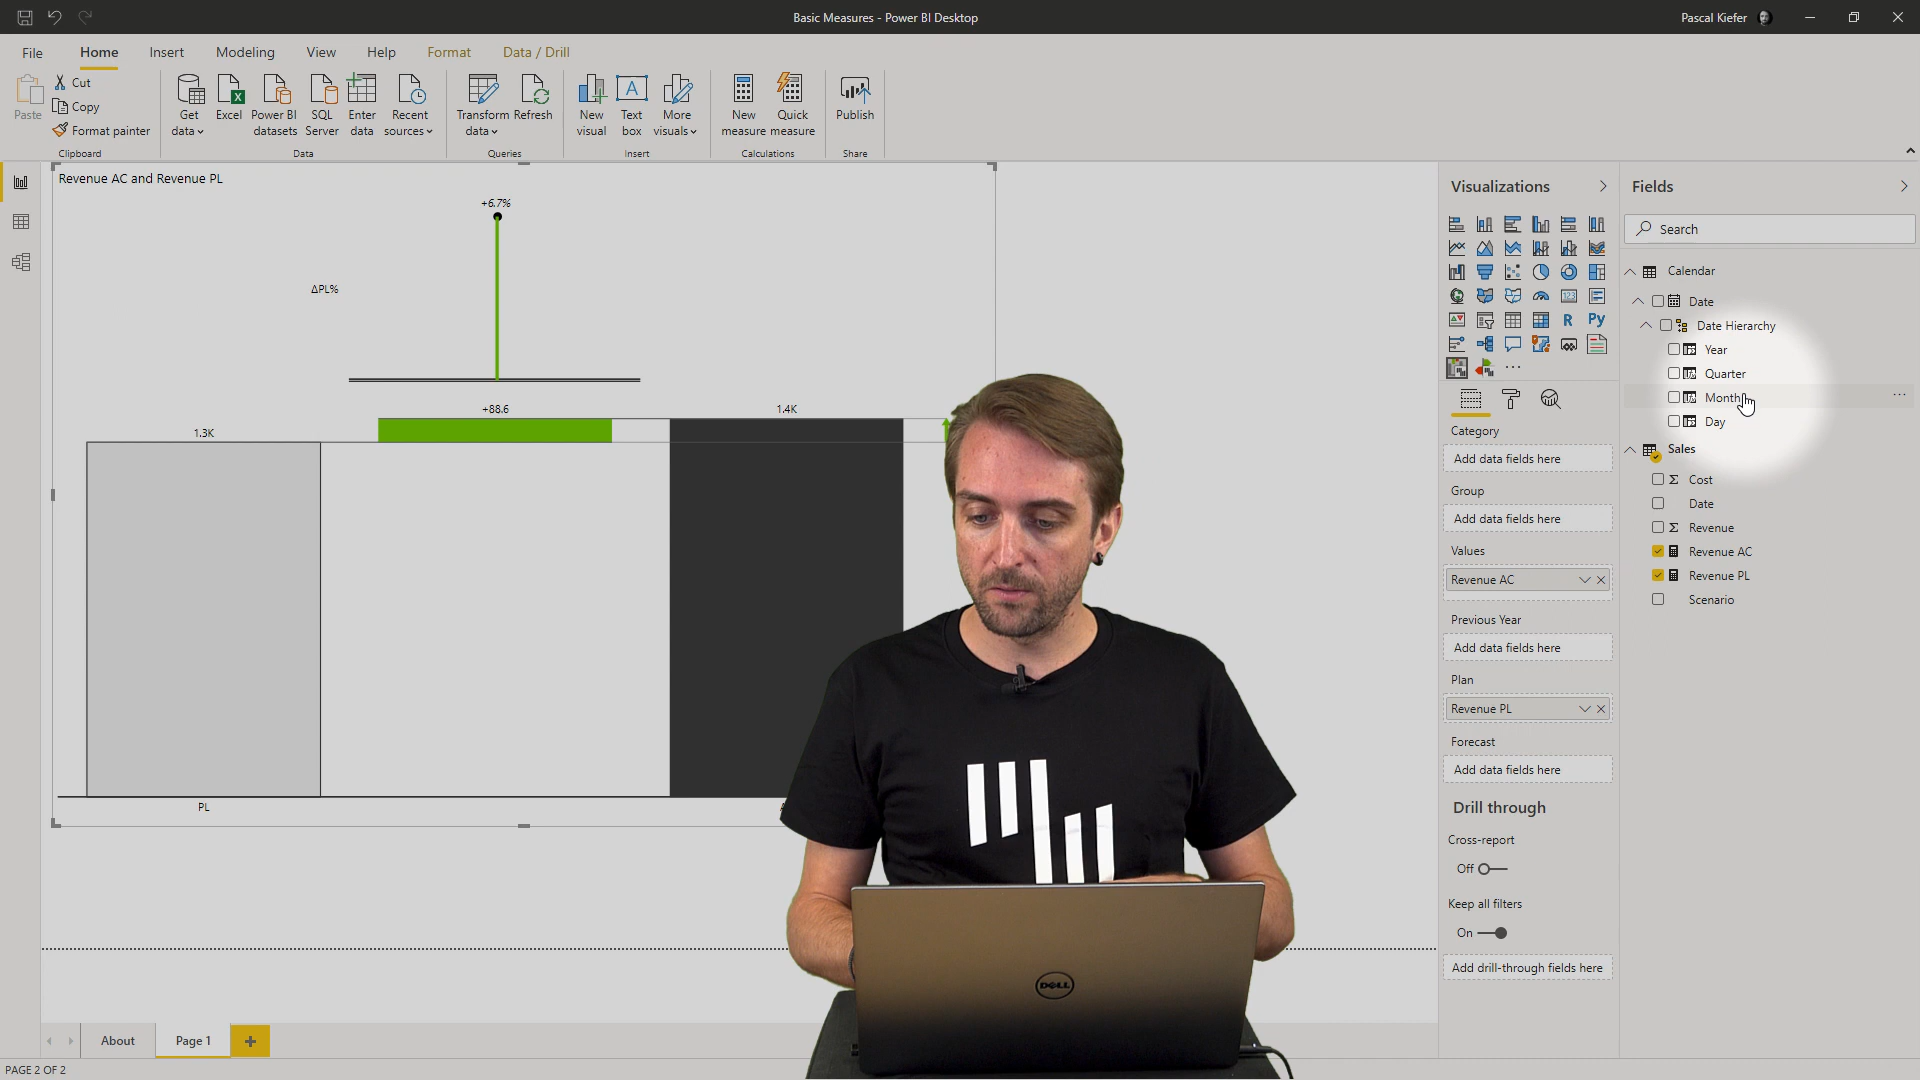 Basic Measures - Power BI Desktop
Pascal Kiefer
File
Home
Insert
Modeling
View
Help
Format
Data / Drill
Paste
Cut
Copy
Format painter
Clipboard
Get data
Excel
Power BI datasets
SQL Server
Enter data
Recent sources
Data
Transform data
Refresh
Queries
New visual
A
Text box
More visuals
Insert
New measure
Quick measure
Calculations
Publish
Share
Revenue AC and Revenue PL
+6.7%
ΔPL%
+88.6
1.4K
1.3K
PL
DELL
Visualizations
123
R
Py
Category
Add data fields here
Group
Add data fields here
Values
Revenue AC
Previous Year
Add data fields here
Plan
Revenue PL
Forecast
Add data fields here
Drill through
Cross-report
Off
Keep all filters
On
Add drill-through fields here
Fields
Search
Calendar
Date
Date Hierarchy
Year
Quarter
Month
Day
Sales
Σ Cost
Date
Σ Revenue
Revenue AC
Revenue PL
Scenario
About
Page 1
PAGE 2 OF 2